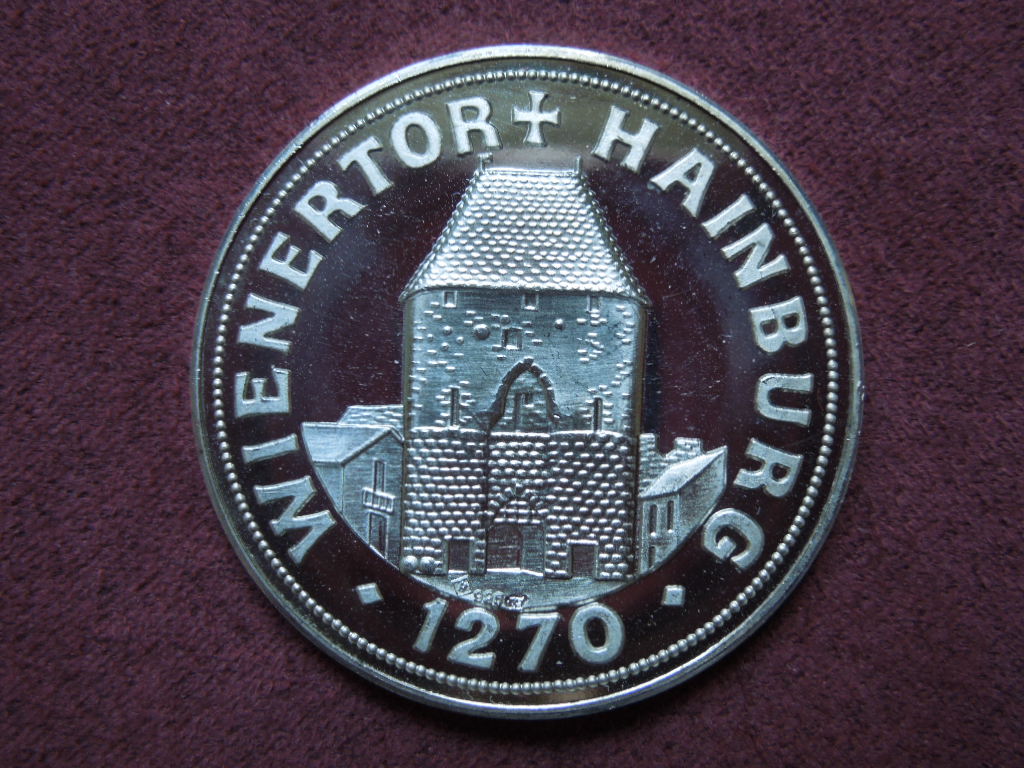 WIENERTOR + HAINBURG
· 1270 ·